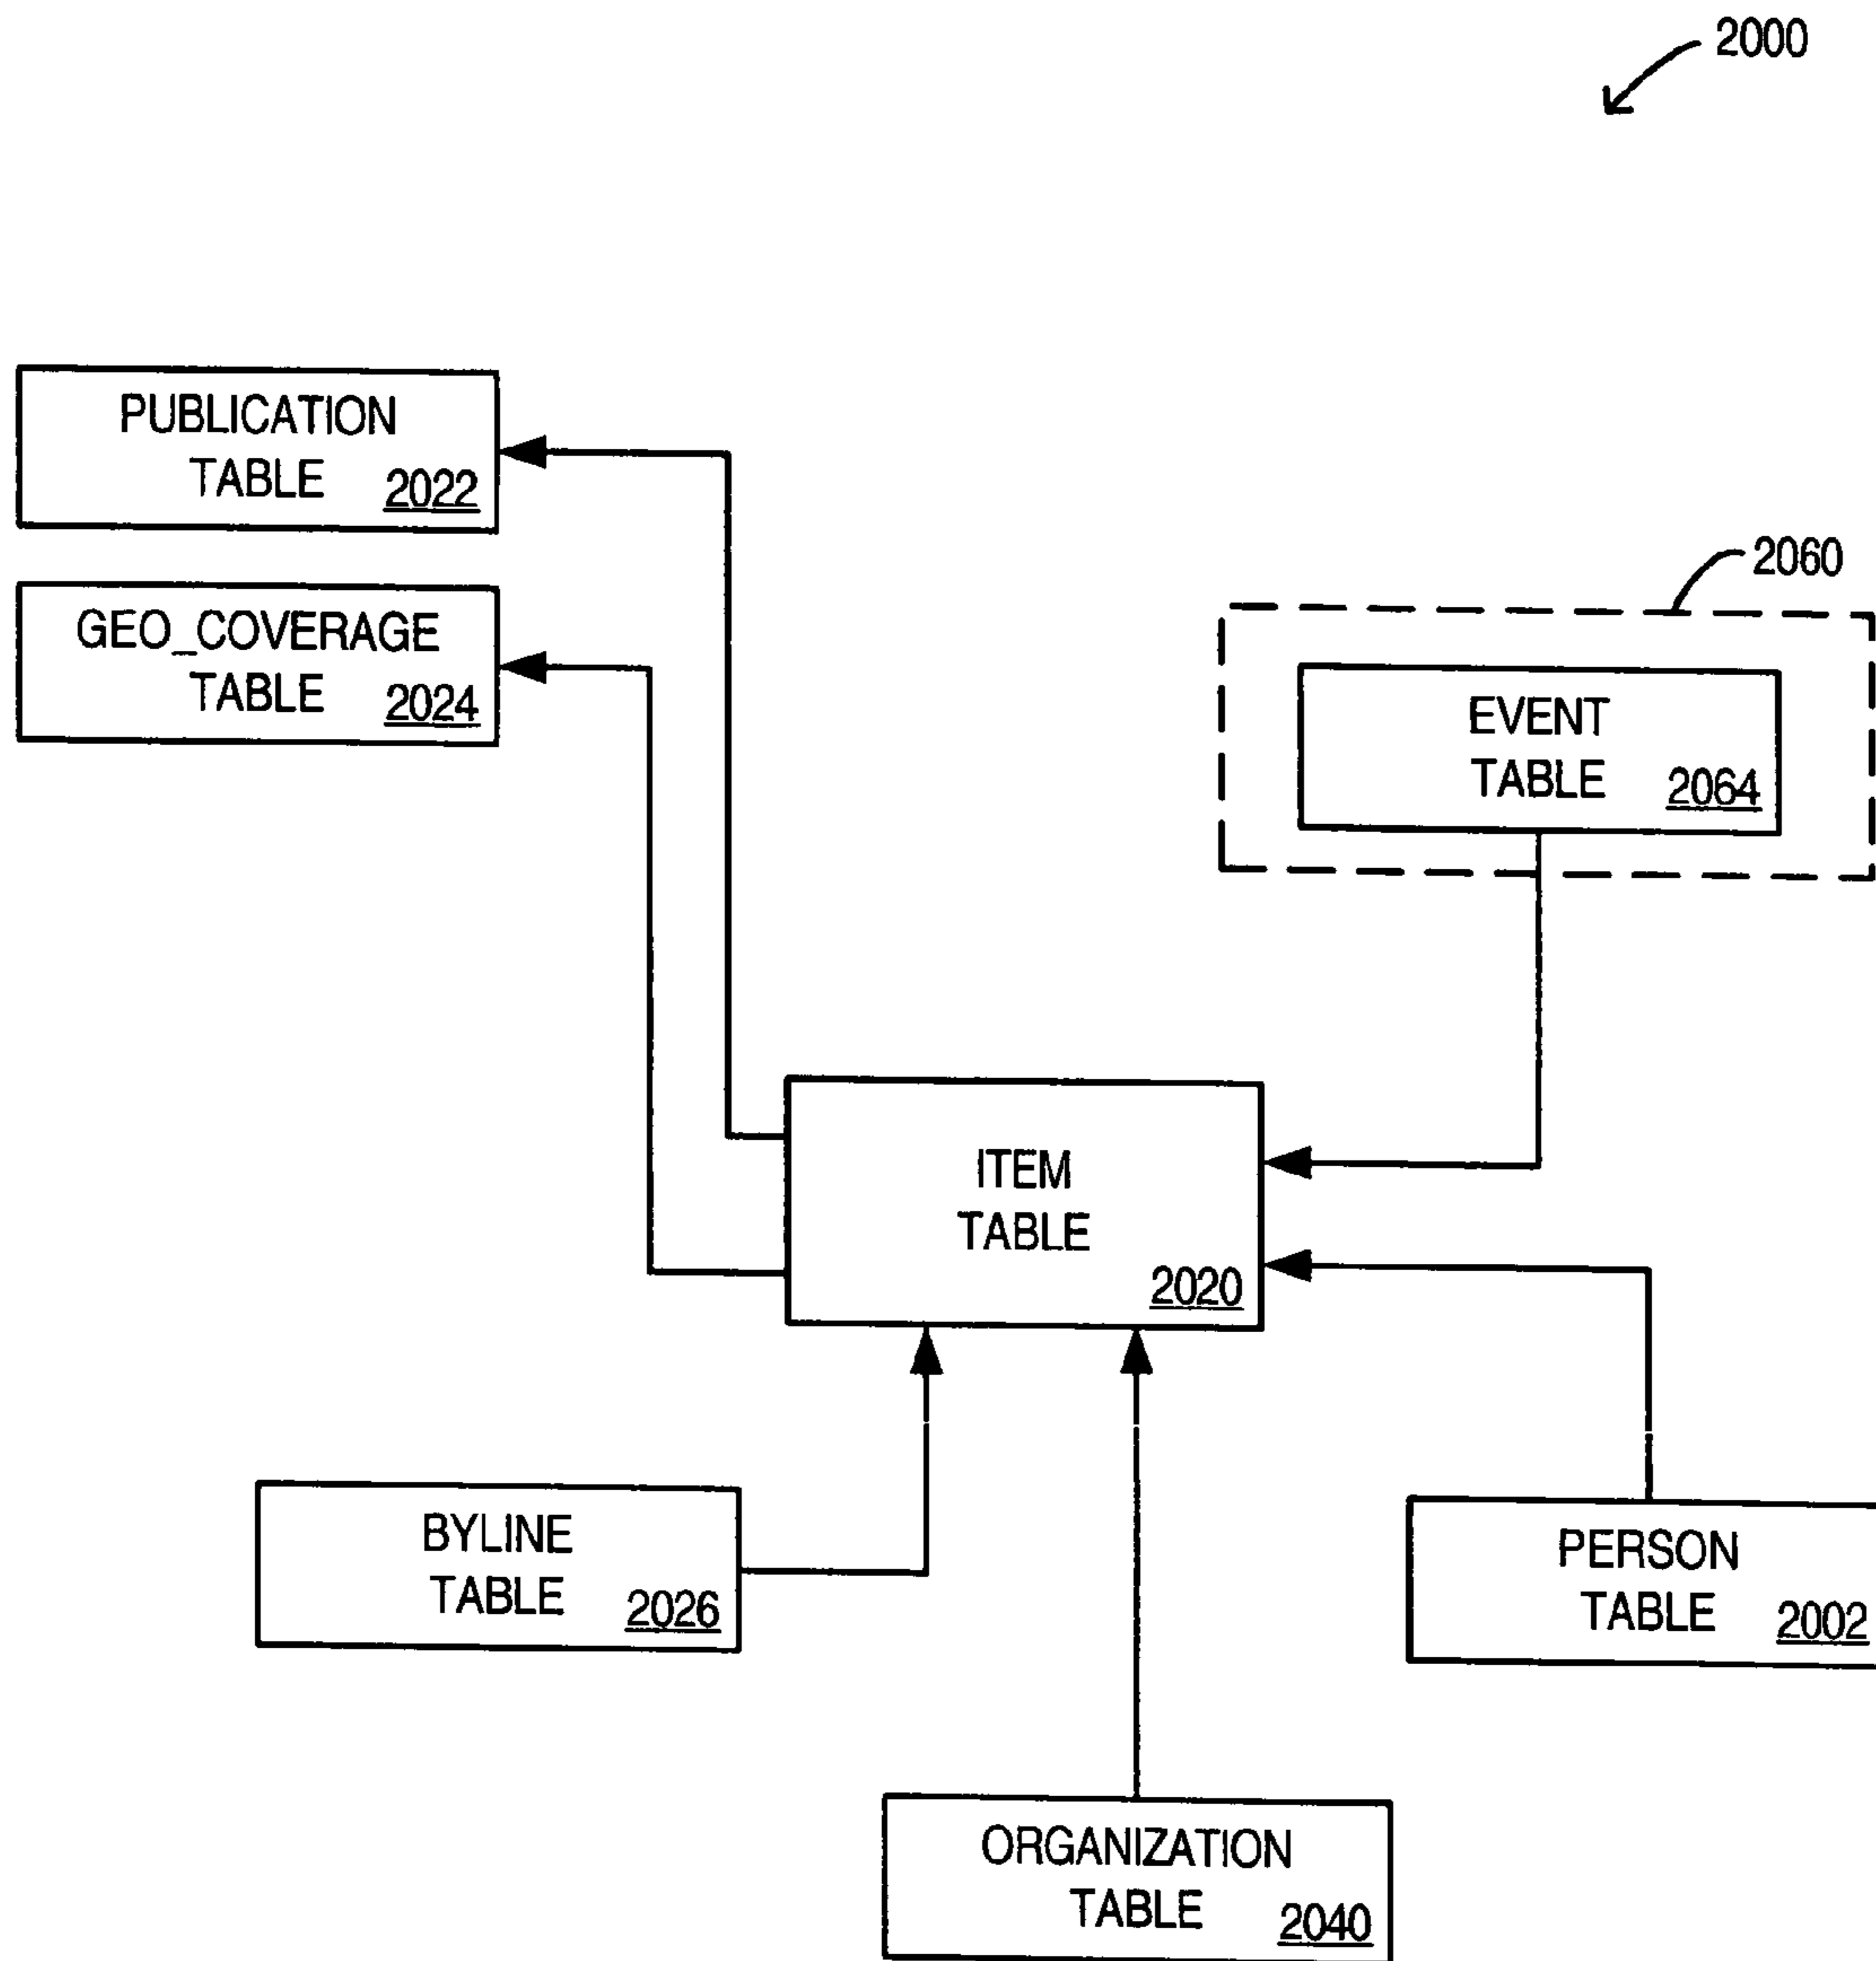 2000
PUBLICATION
TABLE 2022
GEO_COVERAGE
TABLE 2024
2060
EVENT
TABLE 2064
ITEM
TABLE
2020
BYLINE
TABLE 2026
PERSON
TABLE 2002
ORGANIZATION
TABLE 2040